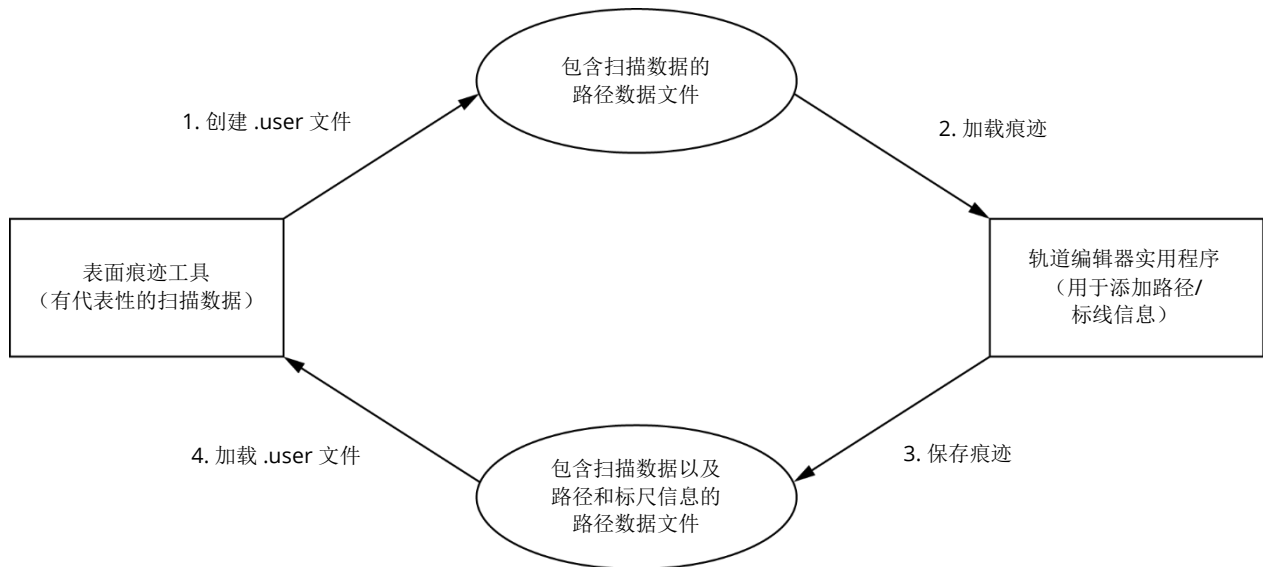 包含扫描数据的
路径数据文件
1. 创建 .user 文件
2. 加载痕迹
表面痕迹工具
（有代表性的扫描数据）
轨道编辑器实用程序
（用于添加路径/
标线信息）
4. 加载 .user 文件
3. 保存痕迹
包含扫描数据以及
路径和标尺信息的
路径数据文件